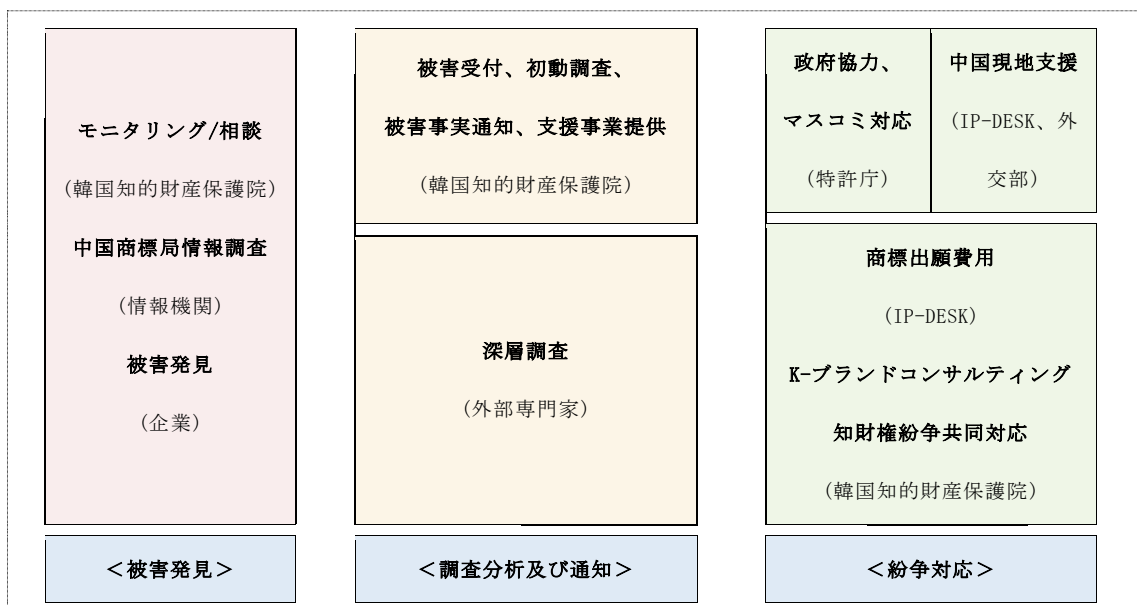 モニタリング/相談
（韓国知的財産保護院）
中国商標局情報調査
（情報機関）
被害発見
（企業）
＜被害発見＞
被害受付、初動調査、
被害事実通知、支援事業提供
（韓国知的財産保護院）
深層調査
（外部専門家）
＜調査分析及び通知＞
政府協力、
マスコミ対応
（特許庁）
中国現地支援
（IP-DESK、外
交部）
商標出願費用
（IP-DESK）
K-ブランドコンサルティング
知財権紛争共同対応
（韓国知的財産保護院）
＜紛争対応＞